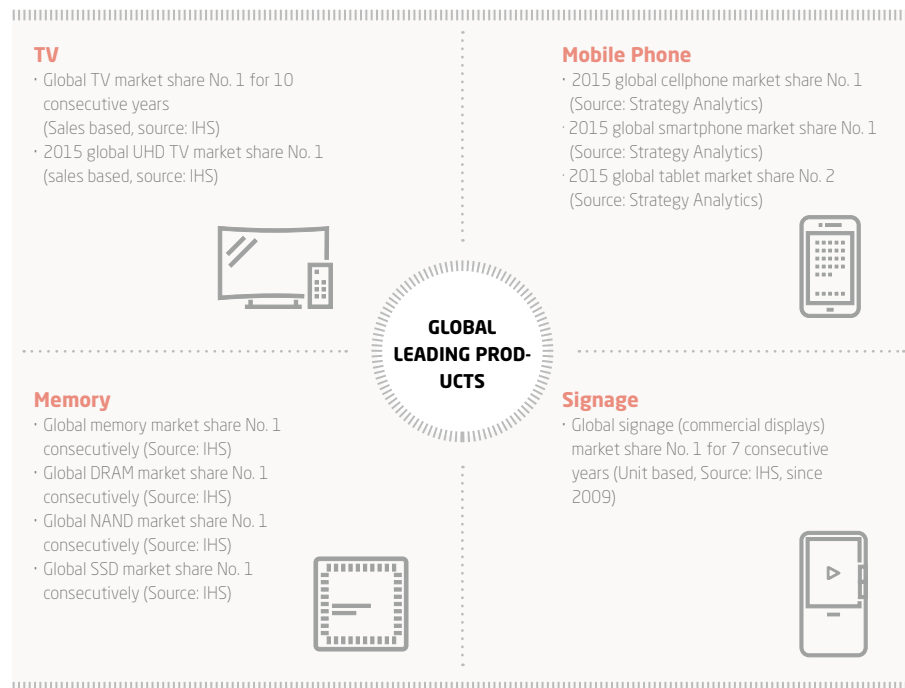 TV
· Global TV market share No. 1 for 10
consecutive years
(Sales based, source: IHS)
· 2015 global UHD TV market share No. 1
(sales based, source: IHS)
Mobile Phone
· 2015 global cellphone market share No. 1
(Source: Strategy Analytics)
· 2015 global smartphone market share No. 1
(Source: Strategy Analytics)
· 2015 global tablet market share No. 2
(Source: Strategy Analytics)
GLOBAL
LEADING PROD-
UCTS
Memory
· Global memory market share No. 1
consecutively (Source: IHS)
· Global DRAM market share No. 1
consecutively (Source: IHS)
· Global NAND market share No. 1
consecutively (Source: IHS)
· Global SSD market share No. 1
consecutively (Source: IHS)
Signage
· Global signage (commercial displays)
market share No. 1 for 7 consecutive
years (Unit based, Source: IHS, since
2009)